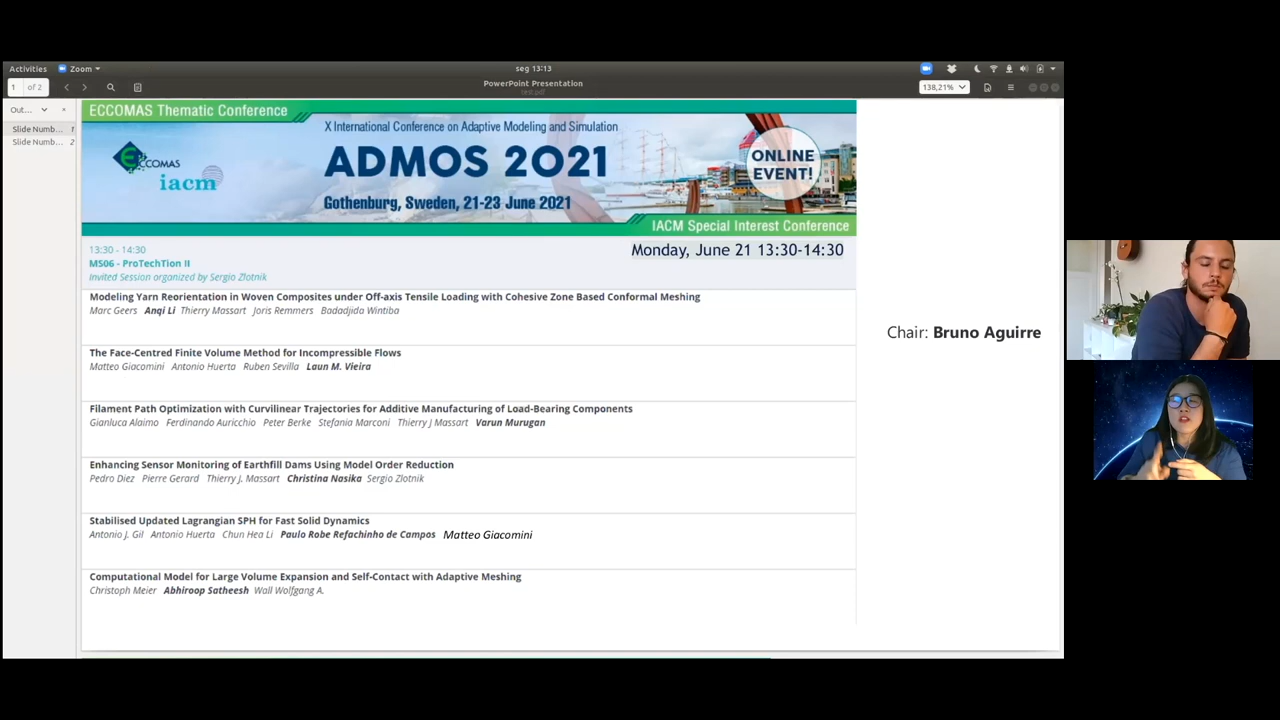 Activities Zoom seg 13:13
1 of 2 PowerPoint Presentation 138,21%
test.pdf
Out...
Slide Numb... 1
Slide Numb... 2
ECCOMAS Thematic Conference
X International Conference on Adaptive Modeling and Simulation
ECCOMAS
iacm
ADMOS 2021
ONLINE
EVENT!
Gothenburg, Sweden, 21-23 June 2021
IACM Special Interest Conference
13:30 - 14:30
Monday, June 21 13:30-14:30
MS06 - ProTechTion II
Invited Session organized by Sergio Zlotnik
Modeling Yarn Reorientation in Woven Composites under Off-axis Tensile Loading with Cohesive Zone Based Conformal Meshing
Marc Geers Anqi Li Thierry Massart Joris Remmers Badadjida Wintiba
Chair: Bruno Aguirre
The Face-Centred Finite Volume Method for Incompressible Flows
Matteo Giacomini Antonio Huerta Ruben Sevilla Laun M. Vieira
Filament Path Optimization with Curvilinear Trajectories for Additive Manufacturing of Load-Bearing Components
Gianluca Alaimo Ferdinando Auricchio Peter Berke Stefania Marconi Thierry J Massart Varun Murugan
Enhancing Sensor Monitoring of Earthfill Dams Using Model Order Reduction
Pedro Diez Pierre Gerard Thierry J. Massart Christina Nasika Sergio Zlotnik
Stabilised Updated Lagrangian SPH for Fast Solid Dynamics
Antonio J. Gil Antonio Huerta Chun Hea Li Paulo Robe Refachinho de Campos Matteo Giacomini
Computational Model for Large Volume Expansion and Self-Contact with Adaptive Meshing
Christoph Meier Abhiroop Satheesh Wall Wolfgang A.